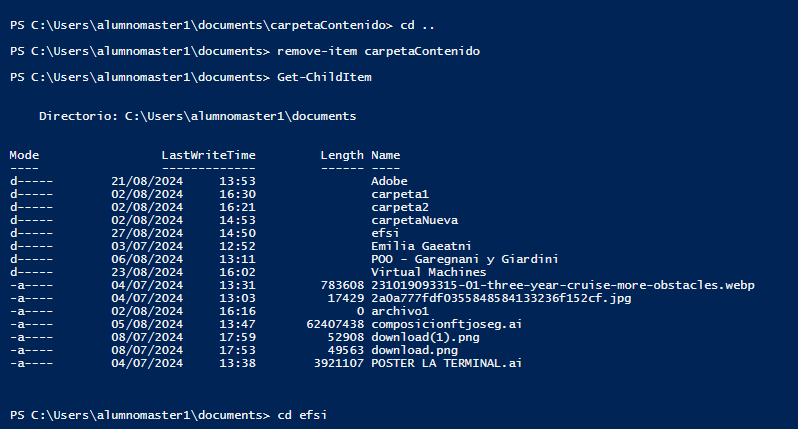 PS C:\Users\alumnomaster1\documents\carpetaContenido> cd ..
PS C:\Users\alumnomaster1\documents> remove-item carpetaContenido
PS C:\Users\alumnomaster1\documents> Get-ChildItem
Directorio: C:\Users\alumnomaster1\documents
Mode LastWriteTime Length Name
---- ------------- ------ ----
d----- 21/08/2024 13:53 Adobe
d----- 02/08/2024 16:30 carpeta1
d----- 02/08/2024 16:21 carpeta2
d----- 02/08/2024 14:53 carpetaNueva
d----- 27/08/2024 14:50 efsi
d----- 03/07/2024 12:52 Emilia Gaeatni
d----- 06/08/2024 13:11 POO - Garegnani y Giardini
d----- 23/08/2024 16:02 Virtual Machines
-a---- 04/07/2024 13:31 783608 231019093315-01-three-year-cruise-more-obstacles.webp
-a---- 04/07/2024 13:03 17429 2a0a777fdf0355848584133236f152cf.jpg
-a---- 02/08/2024 16:16 0 archivo1
-a---- 05/08/2024 13:47 62407438 composicionftjoseg.ai
-a---- 08/07/2024 17:59 52908 download(1).png
-a---- 08/07/2024 17:53 49563 download.png
-a---- 04/07/2024 13:38 3921107 POSTER LA TERMINAL.ai
PS C:\Users\alumnomaster1\documents> cd efsi